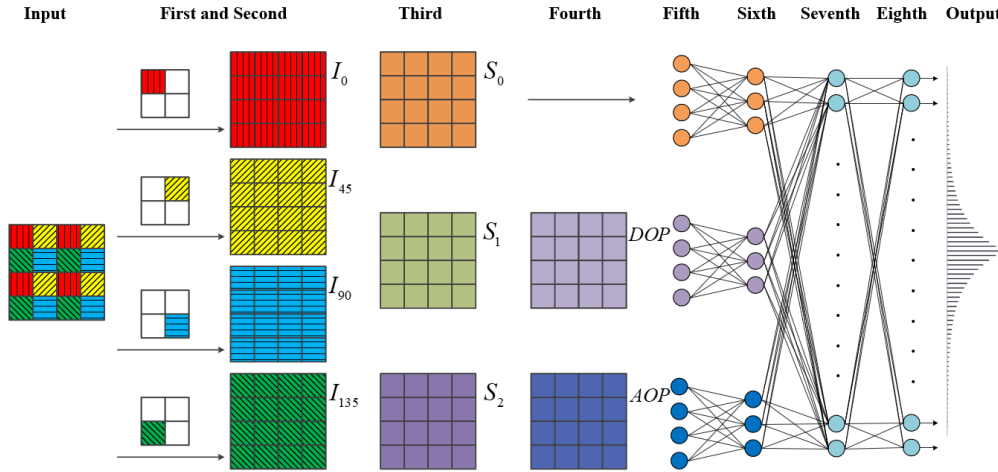 Input First and Second Third Fourth Fifth Sixth Seventh Eighth Output
I0 S0
I45
S1 DOP
I90
I135 S2 AOP